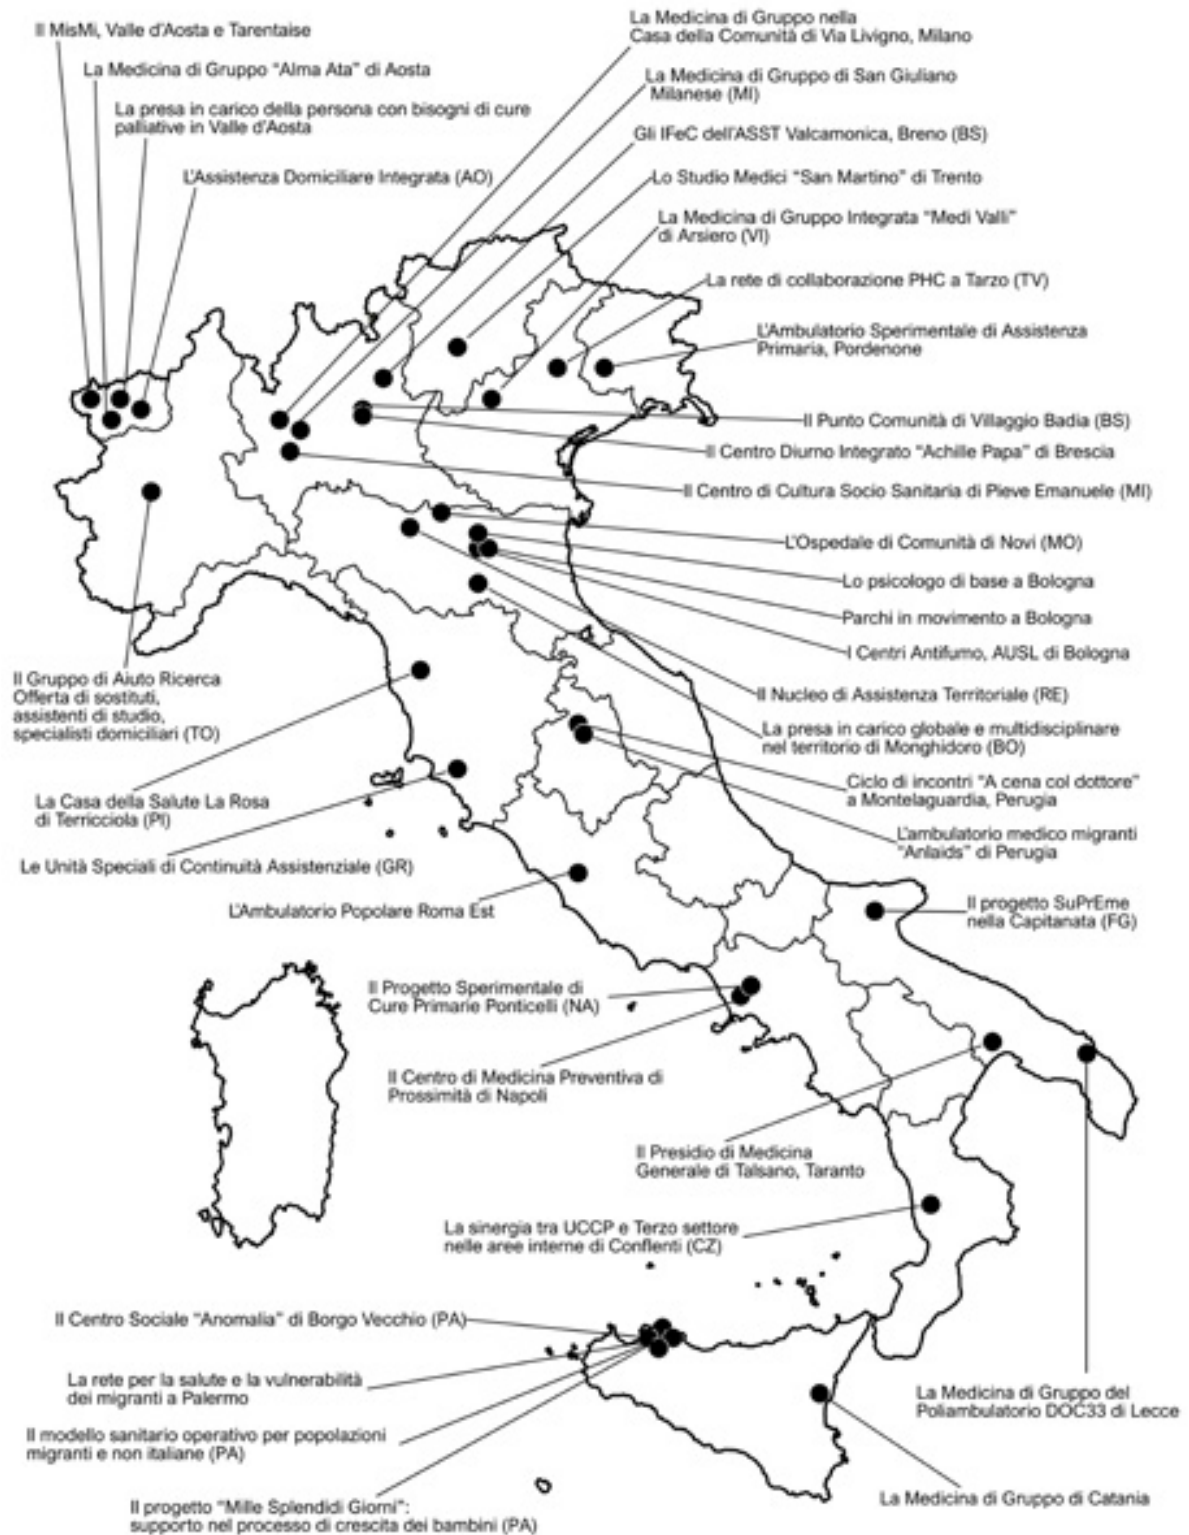 Il MisMi, Valle d'Aosta e Tarentaise
La Medicina di Gruppo "Alma Ata" di Aosta
La presa in carico della persona con bisogni di cure
palliative in Valle d'Aosta
L'Assistenza Domiciliare Integrata (AO)
La Medicina di Gruppo nella
Casa della Comunità di Via Livigno, Milano
La Medicina di Gruppo di San Giuliano
Milanese (MI)
Gli IFeC dell'ASST Valcamonica, Breno (BS)
Lo Studio Medici "San Martino" di Trento
La Medicina di Gruppo Integrata "Medi Valli"
di Arsiero (VI)
La rete di collaborazione PHC a Tarzo (TV)
L'Ambulatorio Sperimentale di Assistenza
Primaria, Pordenone
Il Punto Comunità di Villaggio Badia (BS)
Il Centro Diurno Integrato "Achille Papa" di Brescia
Il Centro di Cultura Socio Sanitaria di Pieve Emanuele (MI)
L'Ospedale di Comunità di Novi (MO)
Lo psicologo di base a Bologna
Parchi in movimento a Bologna
I Centri Antifumo, AUSL di Bologna
Il Nucleo di Assistenza Territoriale (RE)
La presa in carico globale e multidisciplinare
nel territorio di Monghidoro (BO)
Ciclo di incontri "A cena col dottore"
a Montelaguardia, Perugia
L'ambulatorio medico migranti
"Anlaids" di Perugia
Il Gruppo di Aiuto Ricerca
Offerta di sostituti,
assistenti di studio,
specialisti domiciliari (TO)
La Casa della Salute La Rosa
di Terricciola (PI)
Le Unità Speciali di Continuità Assistenziale (GR)
L'Ambulatorio Popolare Roma Est
Il progetto SuPrEme
nella Capitanata (FG)
Il Progetto Sperimentale di
Cure Primarie Ponticelli (NA)
Il Centro di Medicina Preventiva di
Prossimità di Napoli
Il Presidio di Medicina
Generale di Talsano, Taranto
La sinergia tra UCCP e Terzo settore
nelle aree interne di Conflenti (CZ)
Il Centro Sociale "Anomalia" di Borgo Vecchio (PA)
La rete per la salute e la vulnerabilità
dei migranti a Palermo
Il modello sanitario operativo per popolazioni
migranti e non italiane (PA)
Il progetto "Mille Splendidi Giorni":
supporto nel processo di crescita dei bambini (PA)
La Medicina di Gruppo del
Poliambulatorio DOC33 di Lecce
La Medicina di Gruppo di Catania